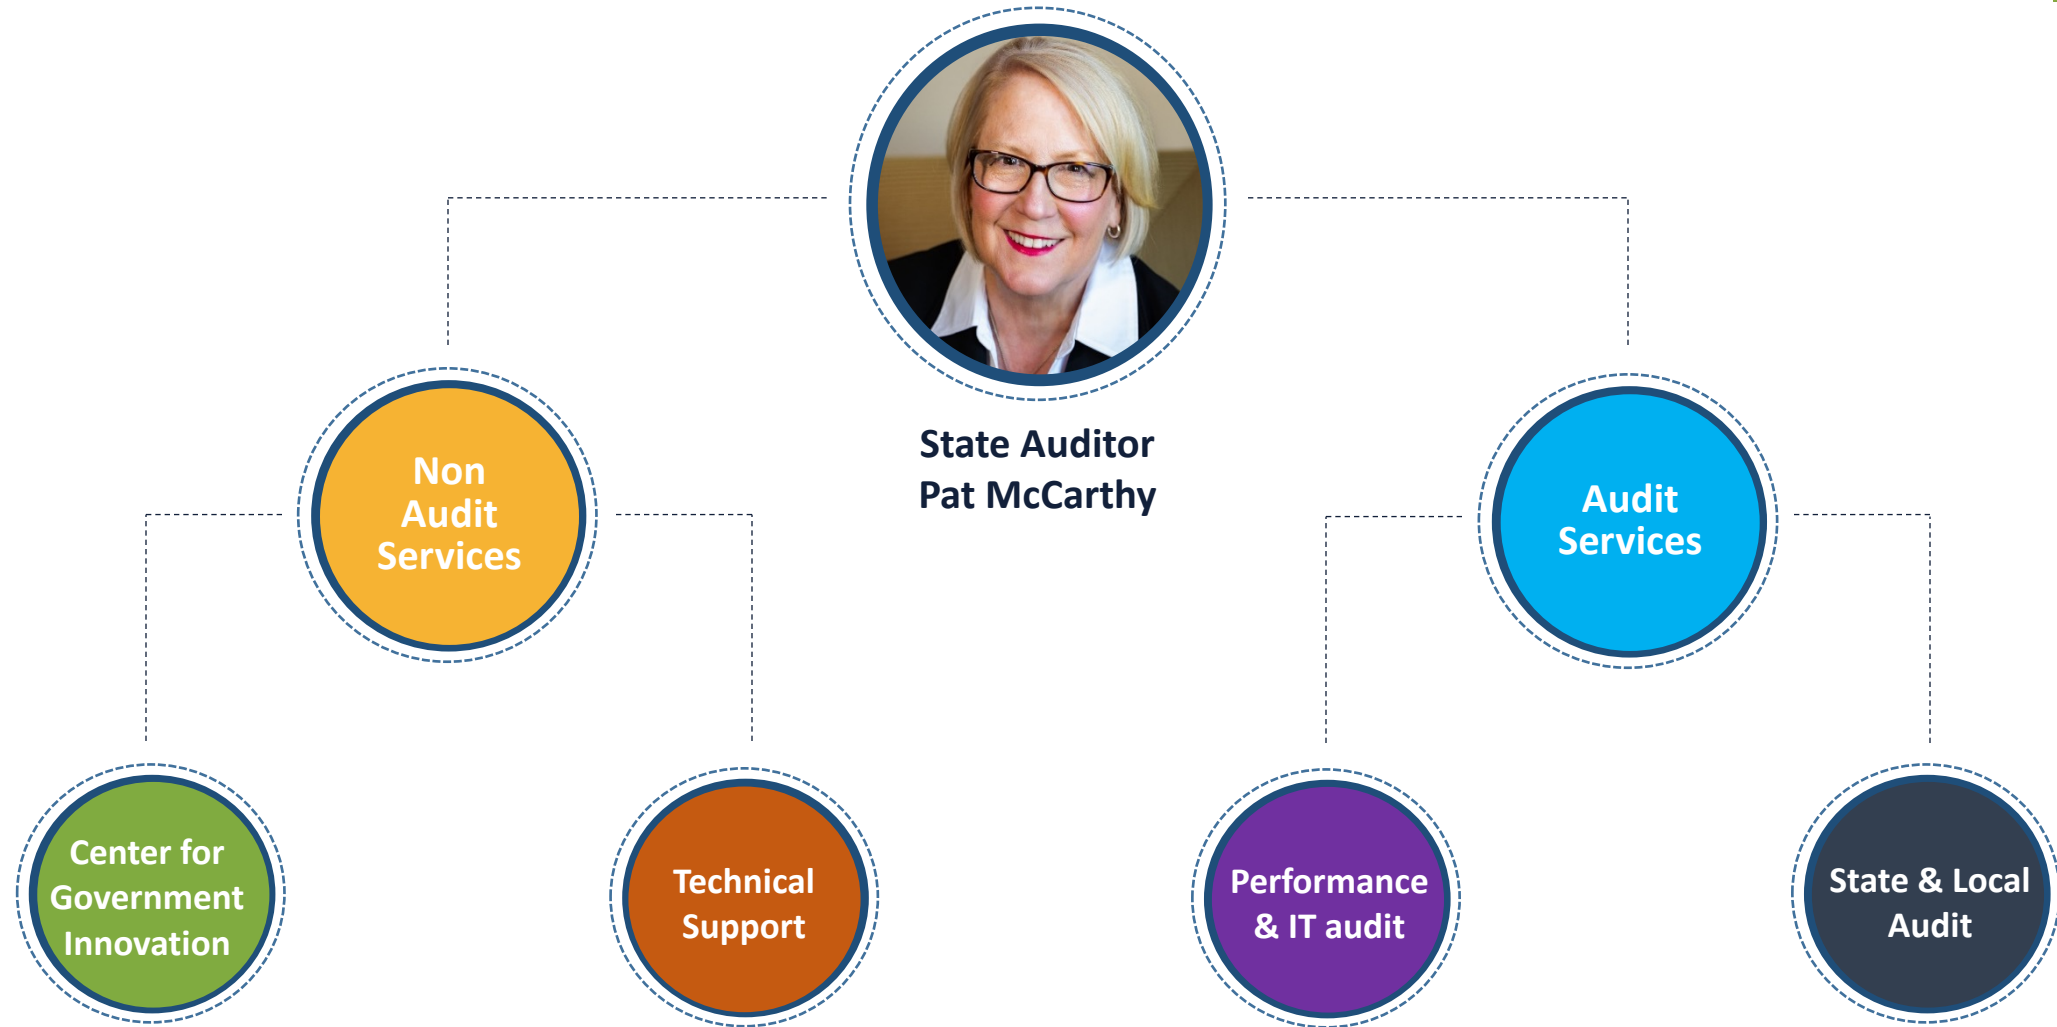 State Auditor
Pat McCarthy
Non
Audit
Services
Audit
Services
Center for
Government
Innovation
Technical
Support
Performance
& IT audit
State & Local
Audit